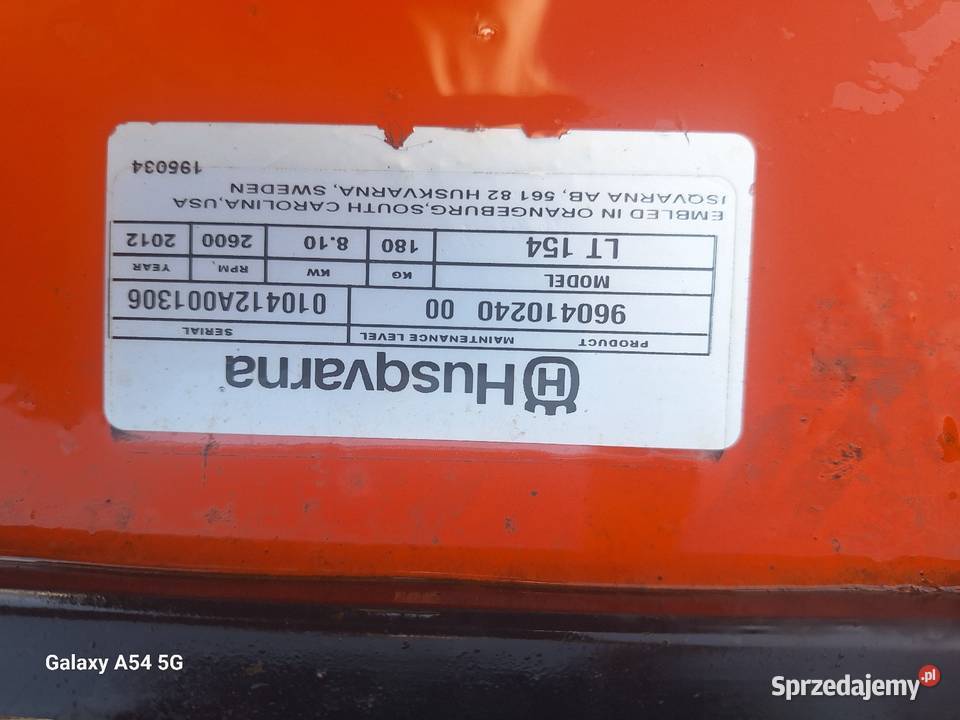 Husqvarna
PRODUCT MAINTENANCE LEVEL SERIAL
960410240 00 010412A001306
MODEL KG KW RPM YEAR
LT 154 180 8.10 2600 2012
EMBLED IN ORANGEBURG,SOUTH CAROLINA,USA
ISQVARNA AB, 561 82 HUSKVARNA, SWEDEN
195034
Galaxy A54 5G
Sprzedajemy.pl